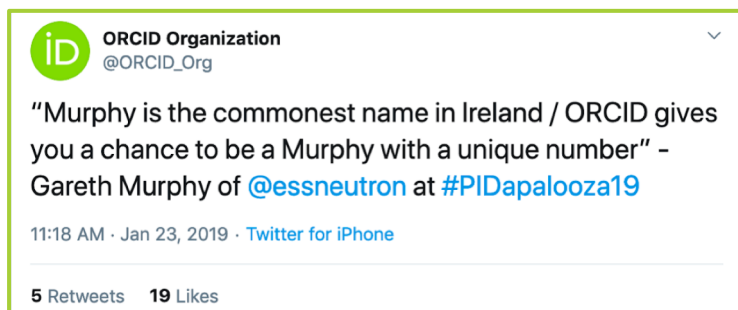 iD
ORCID Organization
@ORCID_Org
“Murphy is the commonest name in Ireland / ORCID gives
you a chance to be a Murphy with a unique number” -
Gareth Murphy of @essneutron at #PIDapalooza19
11:18 AM · Jan 23, 2019 · Twitter for iPhone
5 Retweets 19 Likes